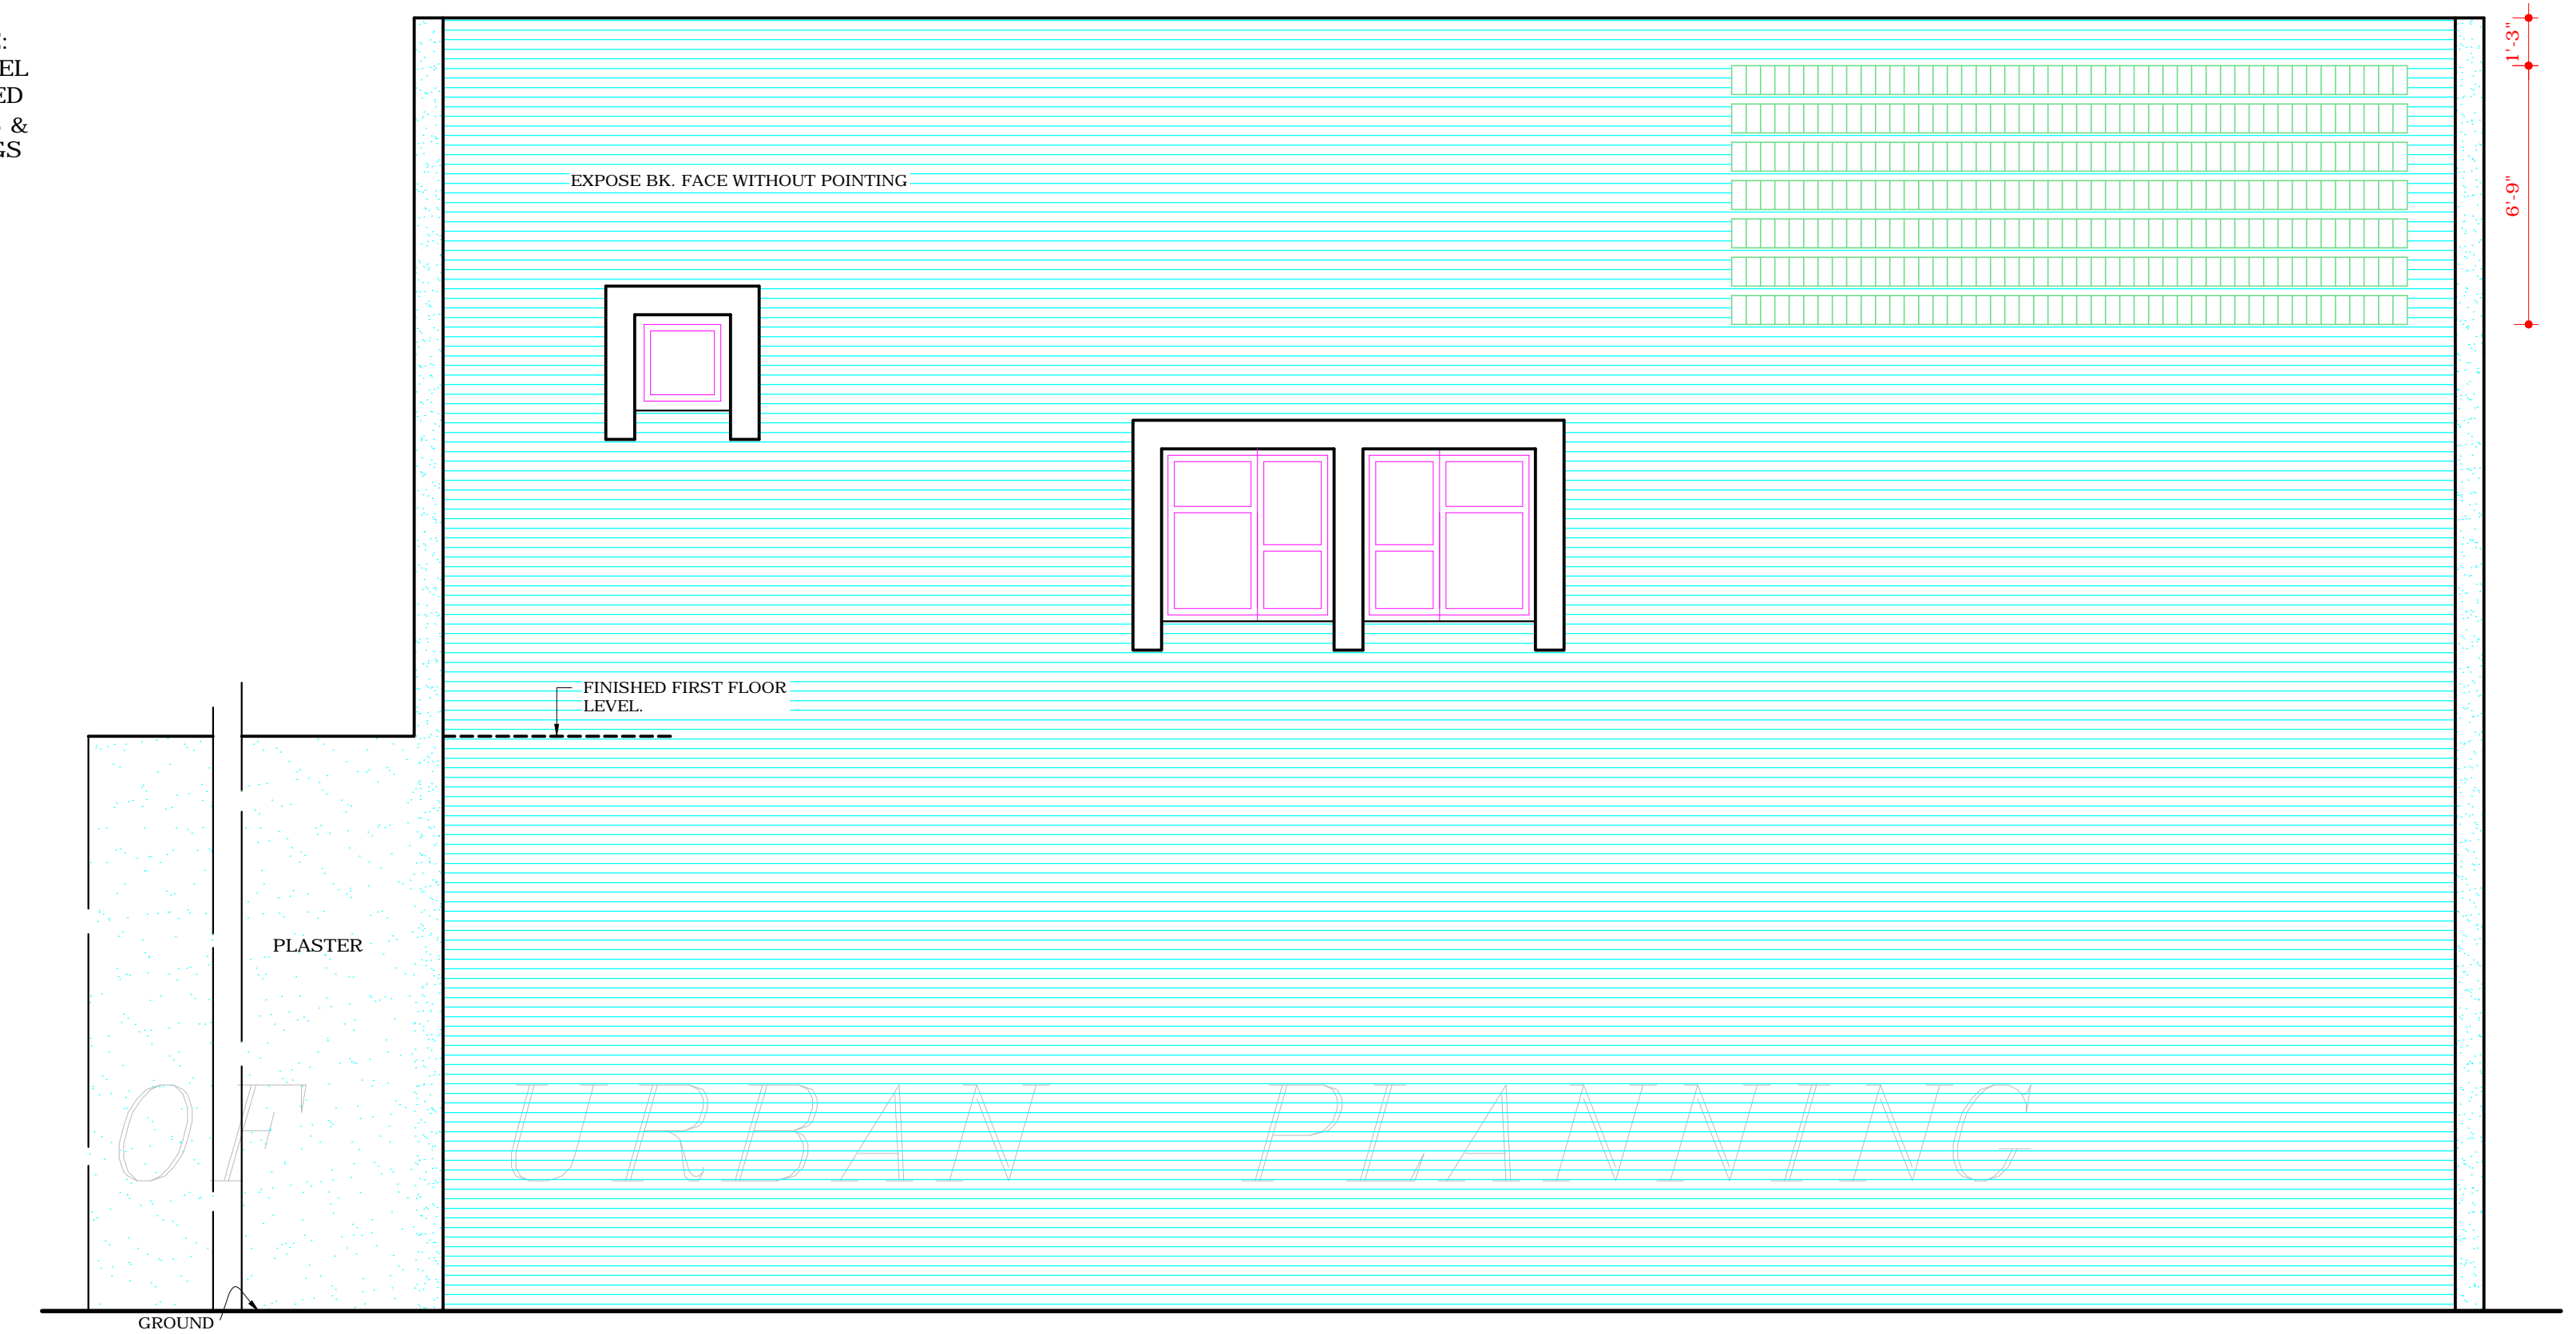 EXPOSE BK. FACE WITHOUT POINTING
1'-3"
6'-9"
FINISHED FIRST FLOOR
LEVEL.
PLASTER
OF URBAN PLANNING
GROUND
&